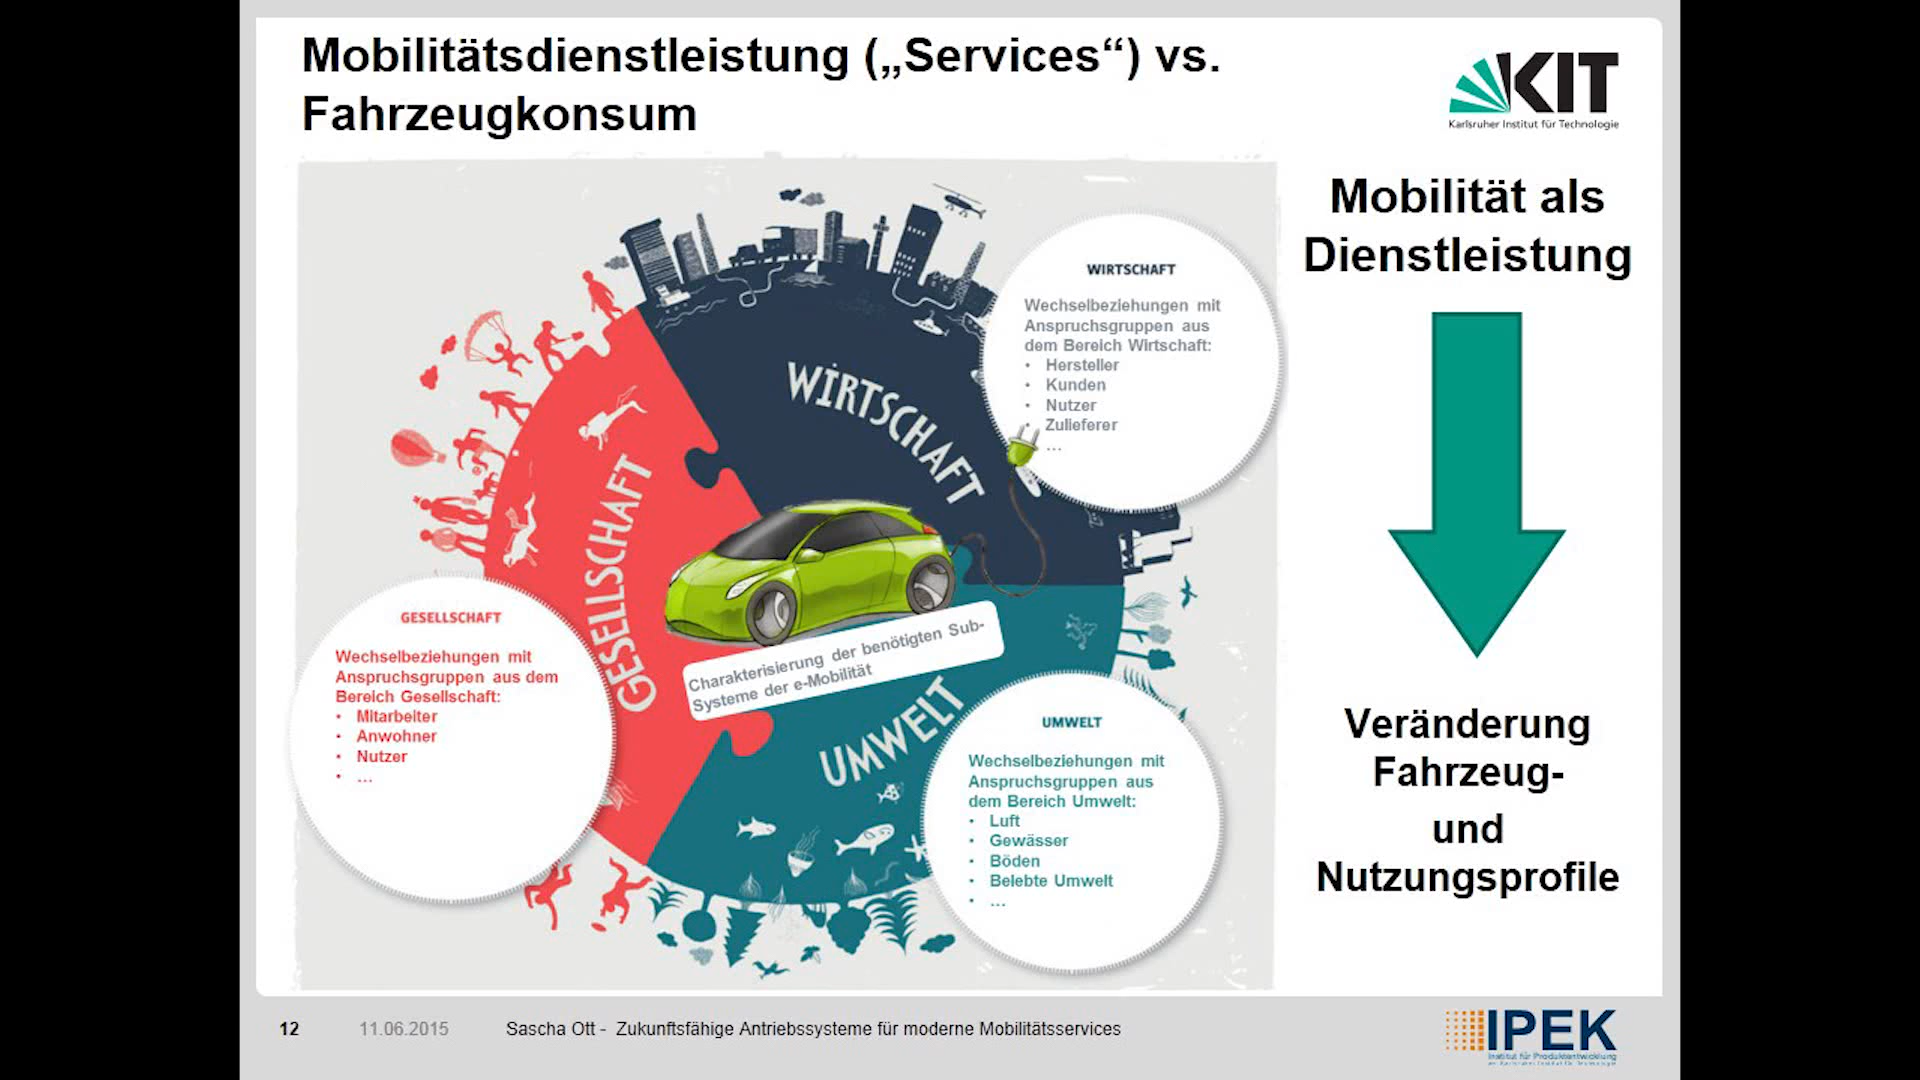 Mobilitätsdienstleistung („Services“) vs.
Fahrzeugkonsum
KIT
Karlsruher Institut für Technologie
Mobilität als
Dienstleistung
Veränderung
Fahrzeug-
und
Nutzungsprofile
WIRTSCHAFT
Wechselbeziehungen mit
Anspruchsgruppen aus
dem Bereich Wirtschaft:
• Hersteller
• Kunden
• Nutzer
• Zulieferer
…
WIRTSCHAFT
GESELLSCHAFT
GESELLSCHAFT
Wechselbeziehungen mit
Anspruchsgruppen aus dem
Bereich Gesellschaft:
• Mitarbeiter
• Anwohner
• Nutzer
• …
Charakterisierung der benötigten Sub-
Systeme der e-Mobilität
UMWELT
UMWELT
Wechselbeziehungen mit
Anspruchsgruppen aus
dem Bereich Umwelt:
• Luft
• Gewässer
• Böden
• Belebte Umwelt
• …
12 11.06.2015 Sascha Ott - Zukunftsfähige Antriebssysteme für moderne Mobilitätsservices
IPEK
Institut für Produktentwicklung